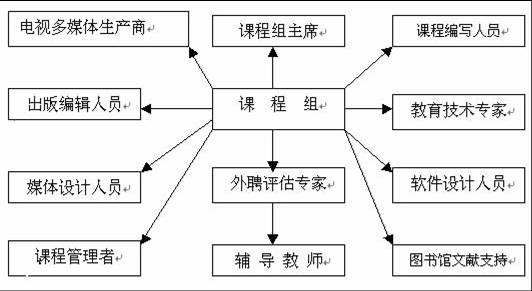 电视多媒体生产商
课程组主席
课程编写人员
出版编辑人员
课 程 组
教育技术专家
媒体设计人员
外聘评估专家
软件设计人员
课程管理者
辅 导 教 师
图书馆文献支持